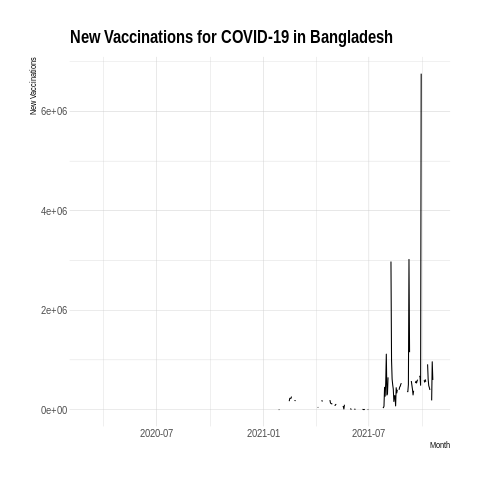 New Vaccinations for COVID-19 in Bangladesh
New Vaccinations
6e+06
4e+06
2e+06
0e+00
2020-07
2021-01
2021-07
Month